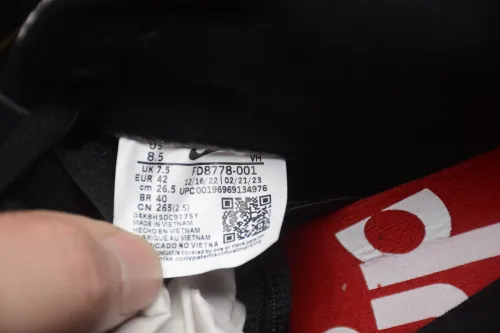 US
8.5 VH
UK 7.5 FD8778-001
EUR 42 12/16/22 02/21/23
cm 26.5 UPC 00196969134976
BR 40
CN 265(2.5)
MADE IN VIETNAM
HECHO EN VIETNAM
FABRIQUE AU VIETNAM
FABRICADO NO VIETNÃ